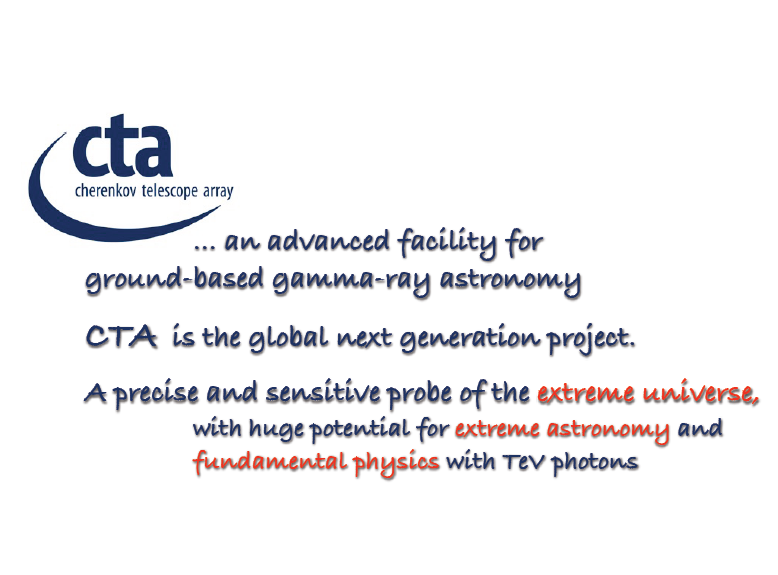 cta
cherenkov telescope array
... an advanced facility for
ground-based gamma-ray astronomy
CTA is the global next generation project.
A precise and sensitive probe of the extreme universe,
with huge potential for extreme astronomy and
fundamental physics with TeV photons